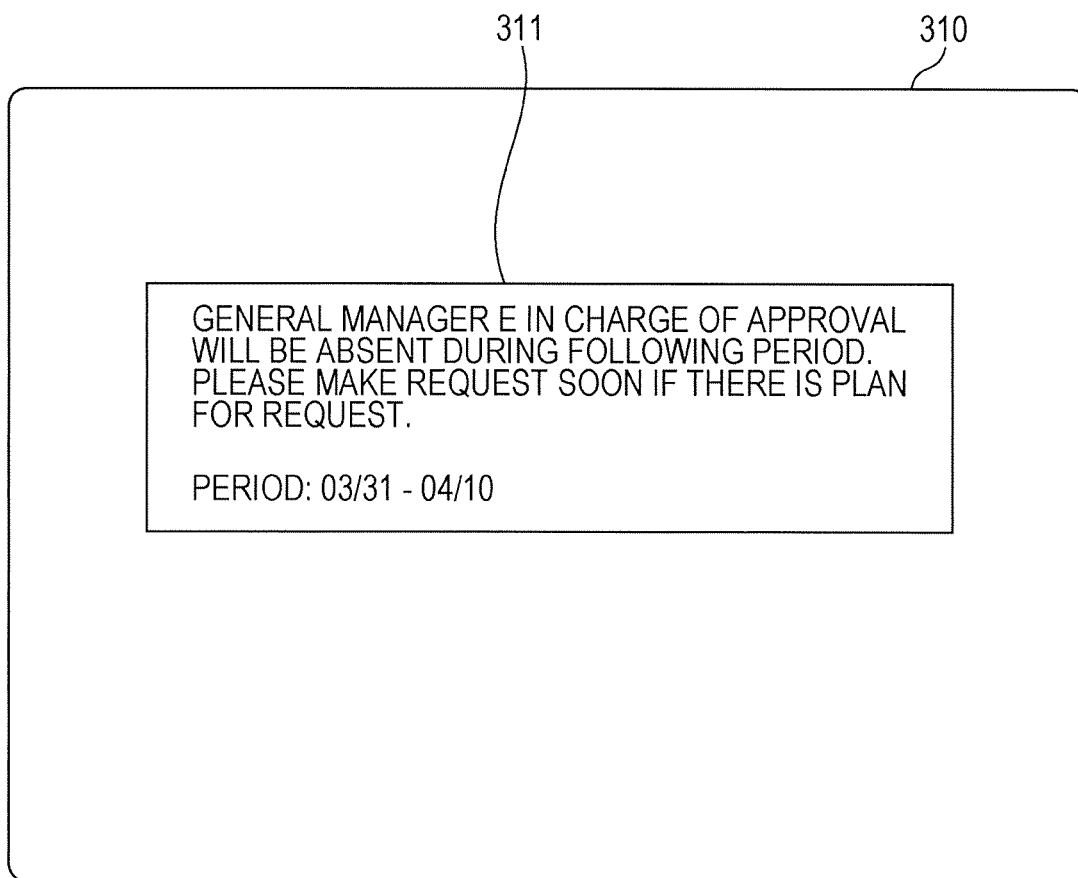 311
310
GENERAL MANAGER E IN CHARGE OF APPROVAL
WILL BE ABSENT DURING FOLLOWING PERIOD.
PLEASE MAKE REQUEST SOON IF THERE IS PLAN
FOR REQUEST.
PERIOD: 03/31 - 04/10